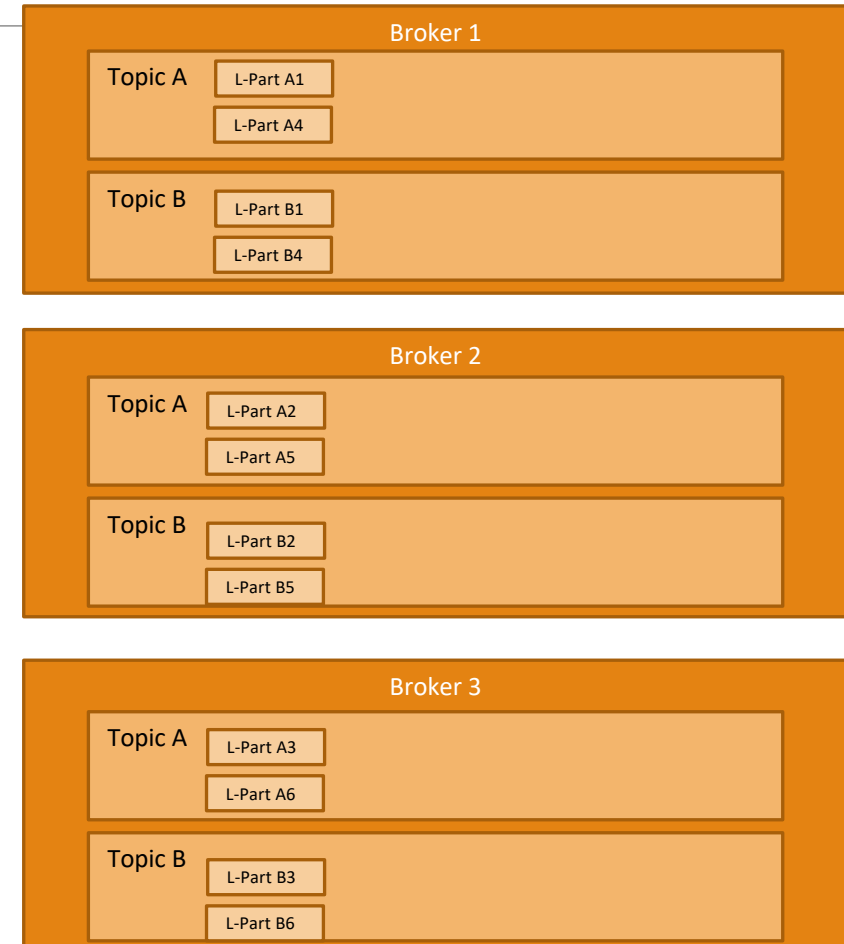 Broker 1
Topic A
L-Part A1
L-Part A4
Topic B
L-Part B1
L-Part B4
Broker 2
Topic A
L-Part A2
L-Part A5
Topic B
L-Part B2
L-Part B5
Broker 3
Topic A
L-Part A3
L-Part A6
Topic B
L-Part B3
L-Part B6